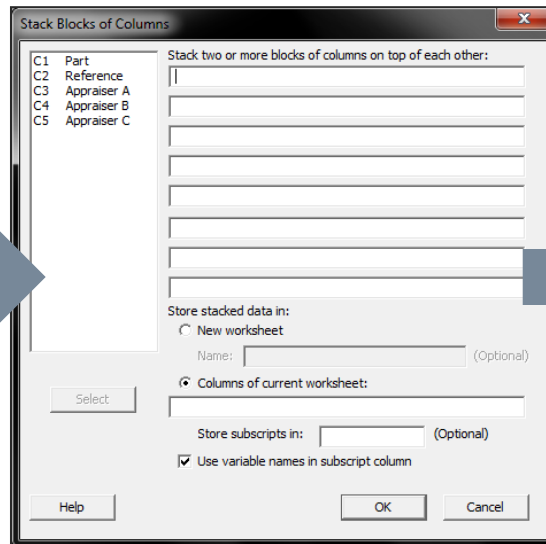 Stack Blocks of Columns
C1 Part
C2 Reference
C3 Appraiser A
C4 Appraiser B
C5 Appraiser C
Stack two or more blocks of columns on top of each other:
Store stacked data in:
New worksheet
Name: (Optional)
Columns of current worksheet:
Store subscripts in: (Optional)
Use variable names in subscript column
Select
Help
OK
Cancel